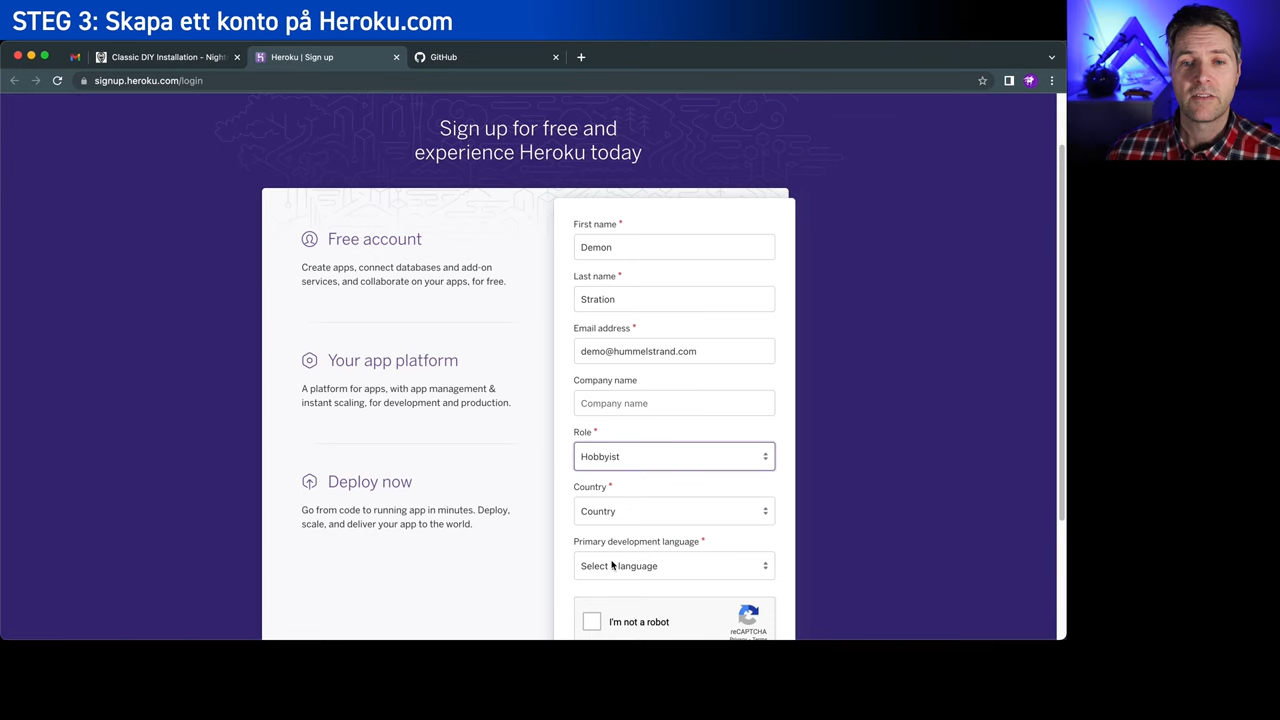 STEG 3: Skapa ett konto på Heroku.com
Classic DIY Installation - Night
Heroku | Sign up
GitHub
signup.heroku.com/login
Sign up for free and
experience Heroku today
Free account
Create apps, connect databases and add-on
services, and collaborate on your apps, for free.
Your app platform
A platform for apps, with app management &
instant scaling, for development and production.
Deploy now
Go from code to running app in minutes. Deploy,
scale, and deliver your app to the world.
First name *
Demon
Last name *
Stration
Email address *
demo@hummelstrand.com
Company name
Company name
Role *
Hobbyist
Country *
Country
Primary development language *
Select a language
I'm not a robot
reCAPTCHA
Privacy - Terms